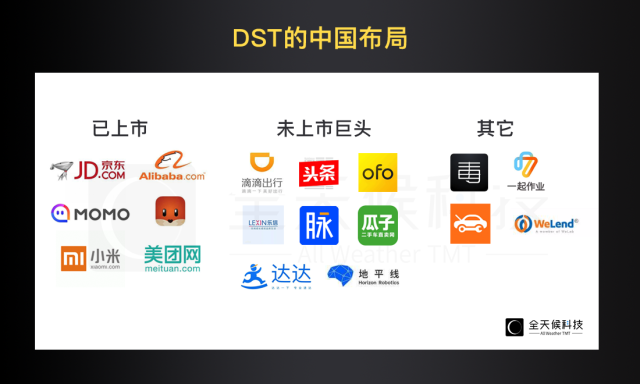 DST的中国布局
已上市
未上市巨头
其它
JD京东
.COM
Alibaba.com
MOMO
小米
xiaomi.com
美团网
meituan.com
滴滴出行
头条
ofo
LEXIN乐信
脉
瓜子
二手车直卖网
达达
地平线
Horizon Robotics
一起作业
WeLend
全天候科技
All Weather TMT
全天候科技
All Weather TMT